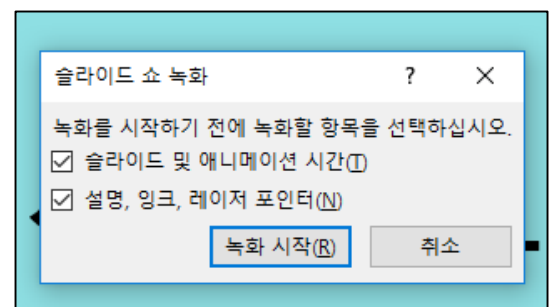 슬라이드 쇼 녹화 ?
녹화를 시작하기 전에 녹화할 항목을 선택하십시오.
슬라이드 및 애니메이션 시간(T)
설명, 잉크, 레이저 포인터(N)
녹화 시작(R) 취소